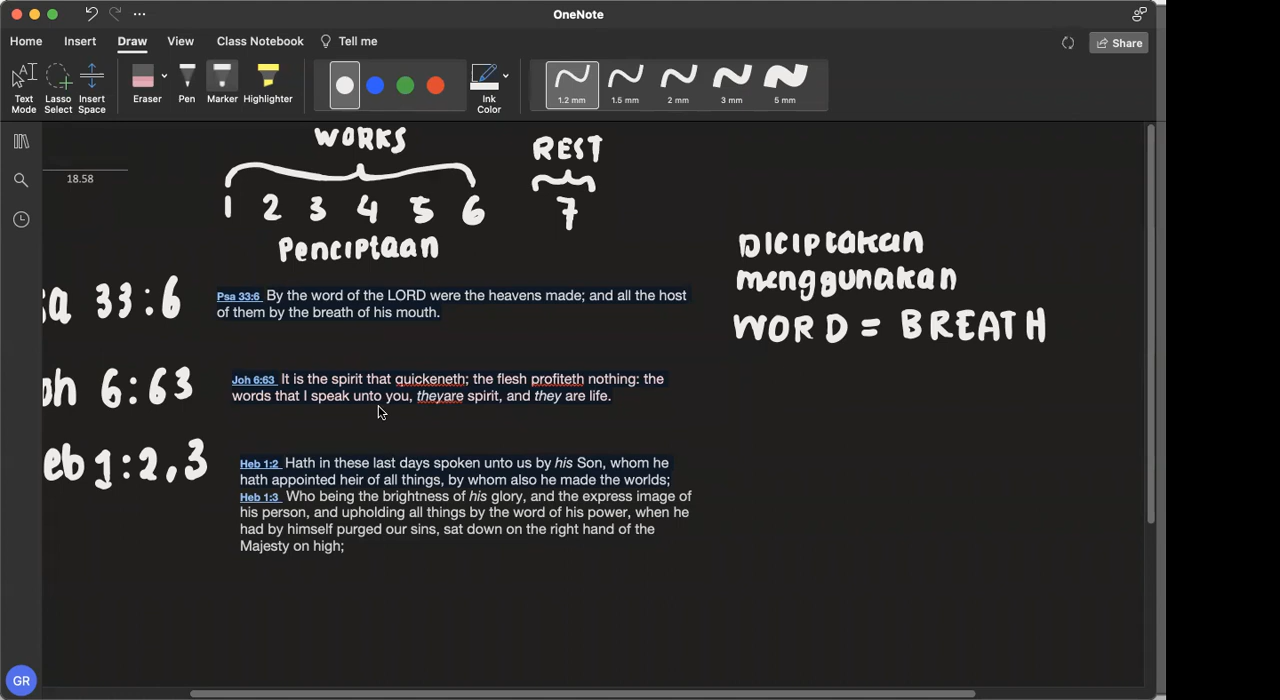 OneNote
Home Insert Draw View Class Notebook Tell me
Share
Text Mode
Lasso Select
Insert Space
Eraser
Pen
Marker
Highlighter
Ink Color
1.2 mm
1.5 mm
2 mm
3 mm
5 mm
18.58
WORKS
REST
1 2 3 4 5 6
7
Penciptaan
DICIPTAKAN
menggunakan
WORD = BREATH
sa 33:6
Psa 33:6 By the word of the LORD were the heavens made; and all the host
of them by the breath of his mouth.
oh 6:63
Joh 6:63 It is the spirit that quickeneth; the flesh profiteth nothing: the
words that I speak unto you, theyare spirit, and they are life.
eb 1:2,3
Heb 1:2 Hath in these last days spoken unto us by his Son, whom he
hath appointed heir of all things, by whom also he made the worlds;
Heb 1:3 Who being the brightness of his glory, and the express image of
his person, and upholding all things by the word of his power, when he
had by himself purged our sins, sat down on the right hand of the
Majesty on high;
GR